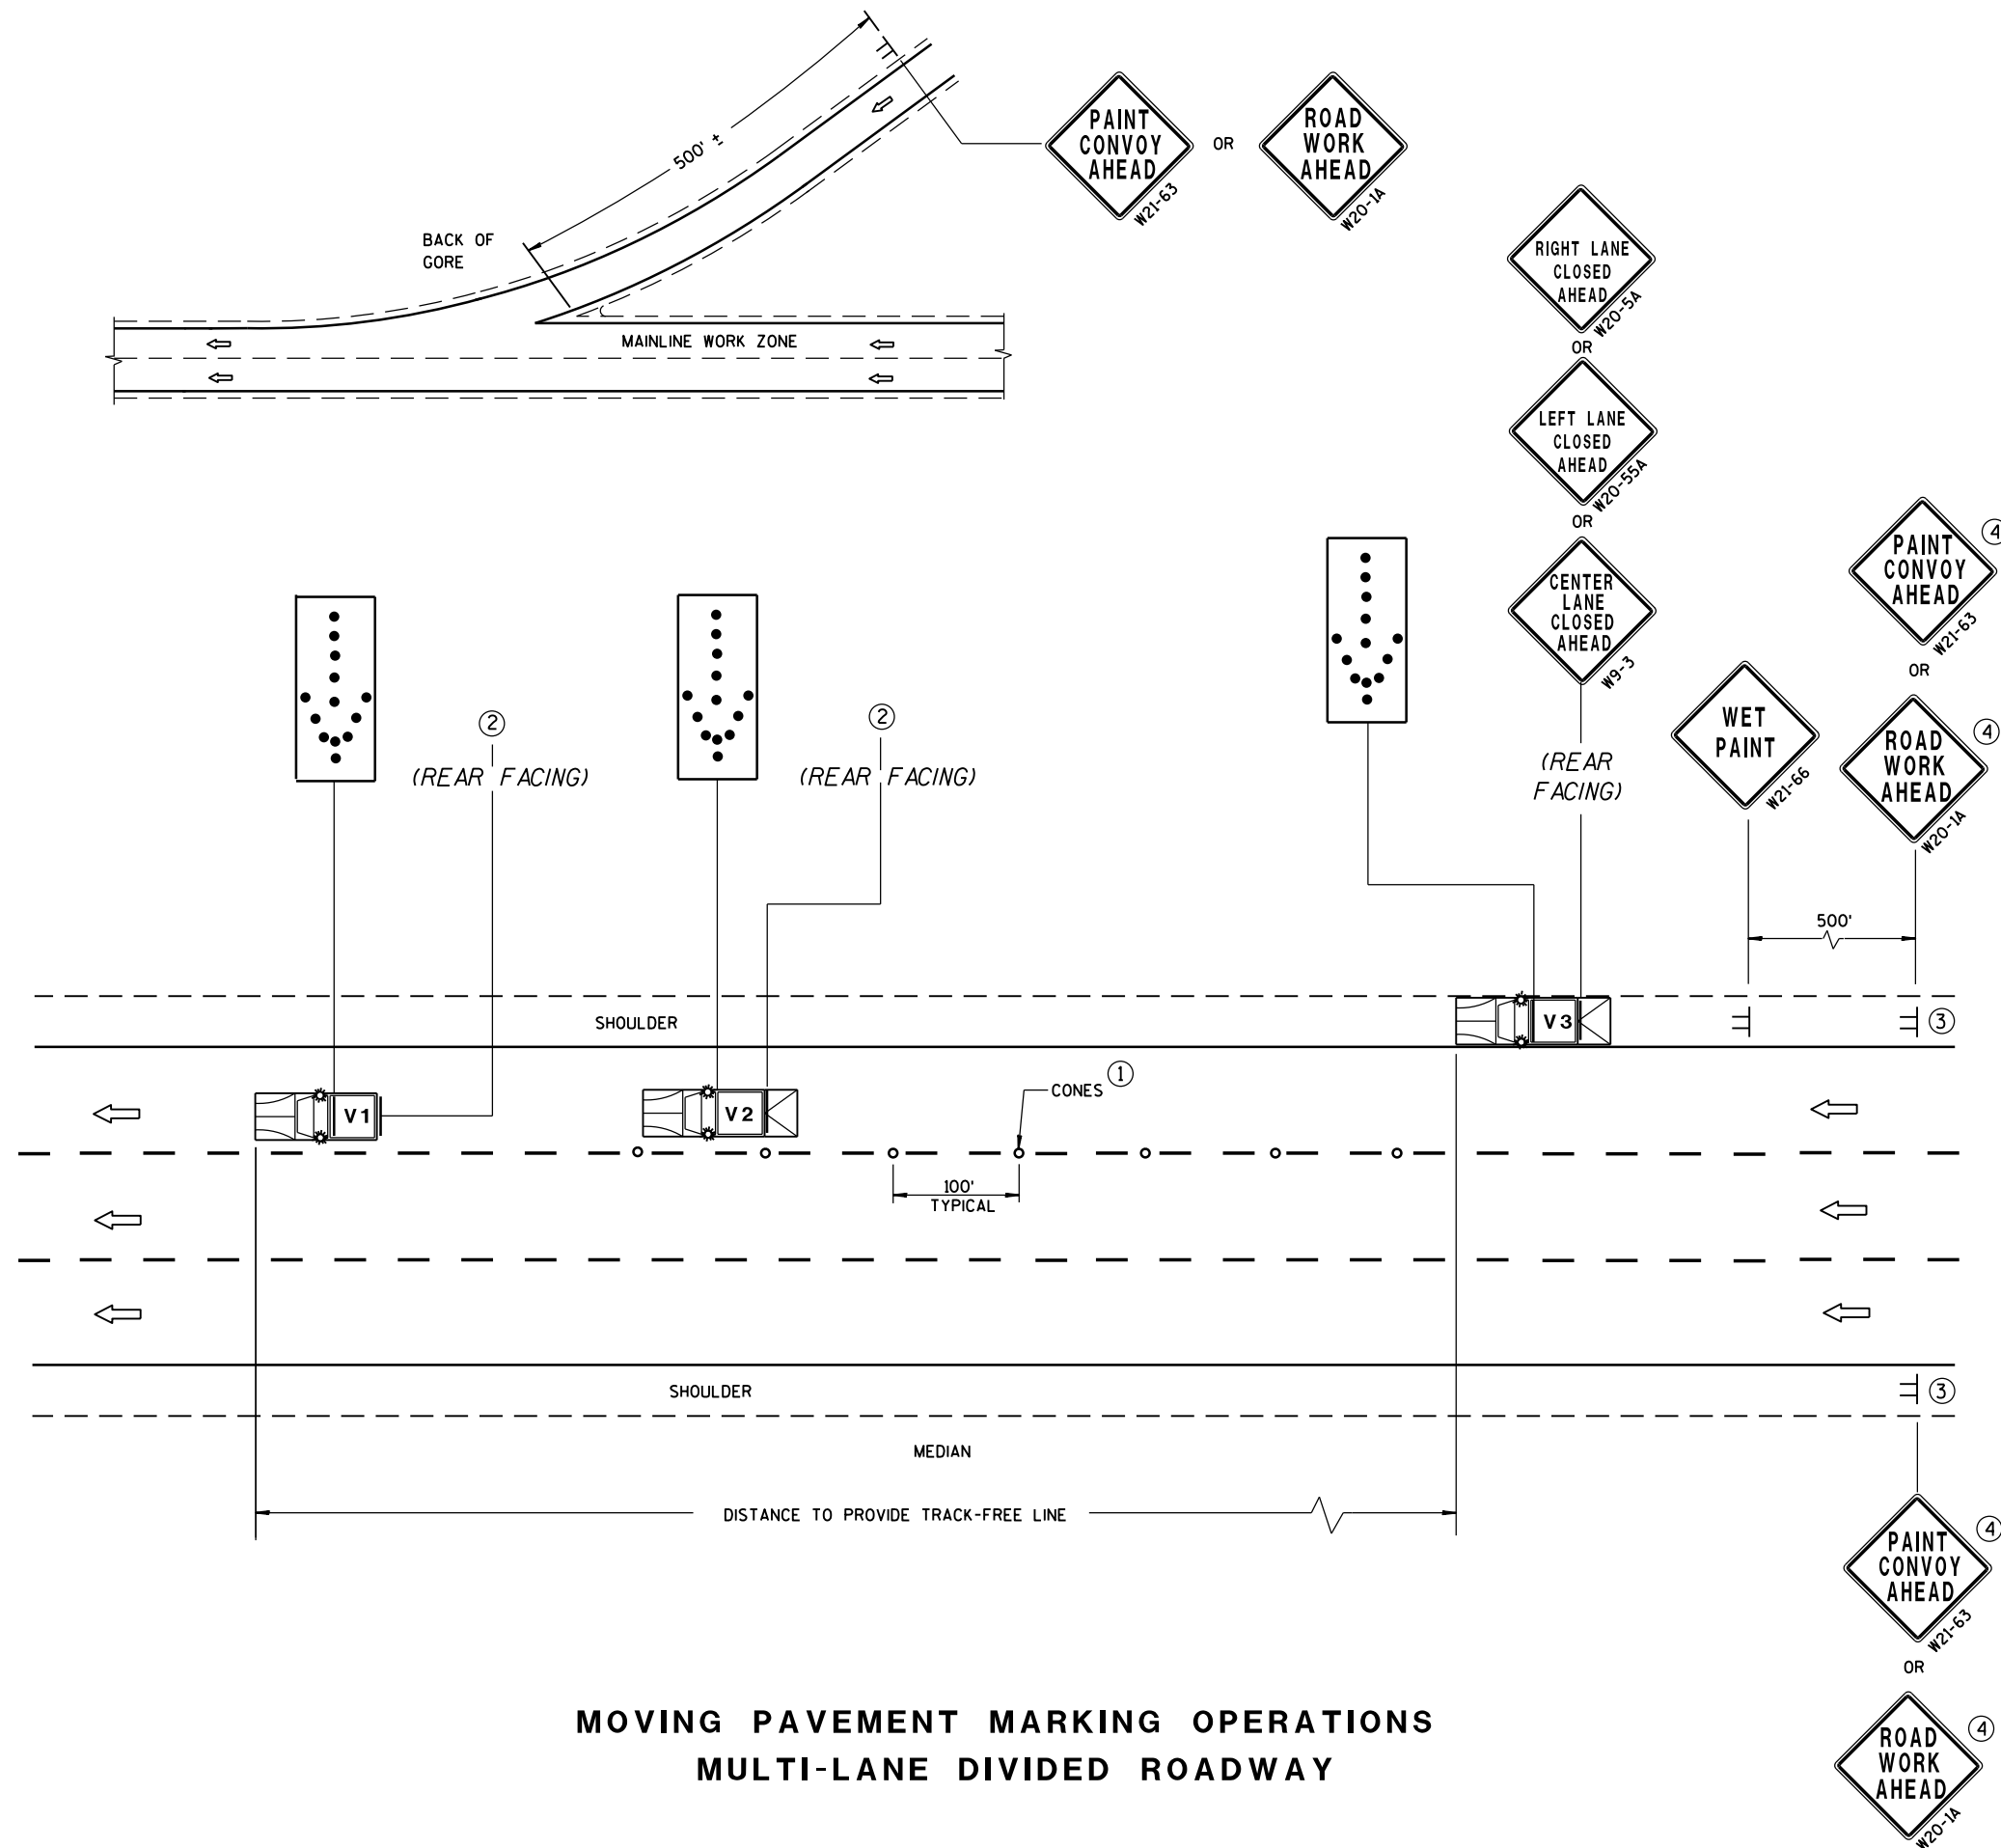 500' ±
BACK OF
GORE
MAINLINE WORK ZONE
PAINT
CONVOY
AHEAD
W21-63
OR
ROAD
WORK
AHEAD
W20-1A
RIGHT LANE
CLOSED
AHEAD
W20-5A
OR
LEFT LANE
CLOSED
AHEAD
W20-55A
OR
CENTER
LANE
CLOSED
AHEAD
W9-3
(REAR
FACING)
WET
PAINT
W21-66
4
PAINT
CONVOY
AHEAD
W21-63
OR
4
ROAD
WORK
AHEAD
W20-1A
500'
2
(REAR FACING)
2
(REAR FACING)
SHOULDER
V3
3
V1
V2
CONES
1
100'
TYPICAL
SHOULDER
3
MEDIAN
DISTANCE TO PROVIDE TRACK-FREE LINE
4
PAINT
CONVOY
AHEAD
W21-63
OR
4
ROAD
WORK
AHEAD
W20-1A
MOVING PAVEMENT MARKING OPERATIONS
MULTI-LANE DIVIDED ROADWAY